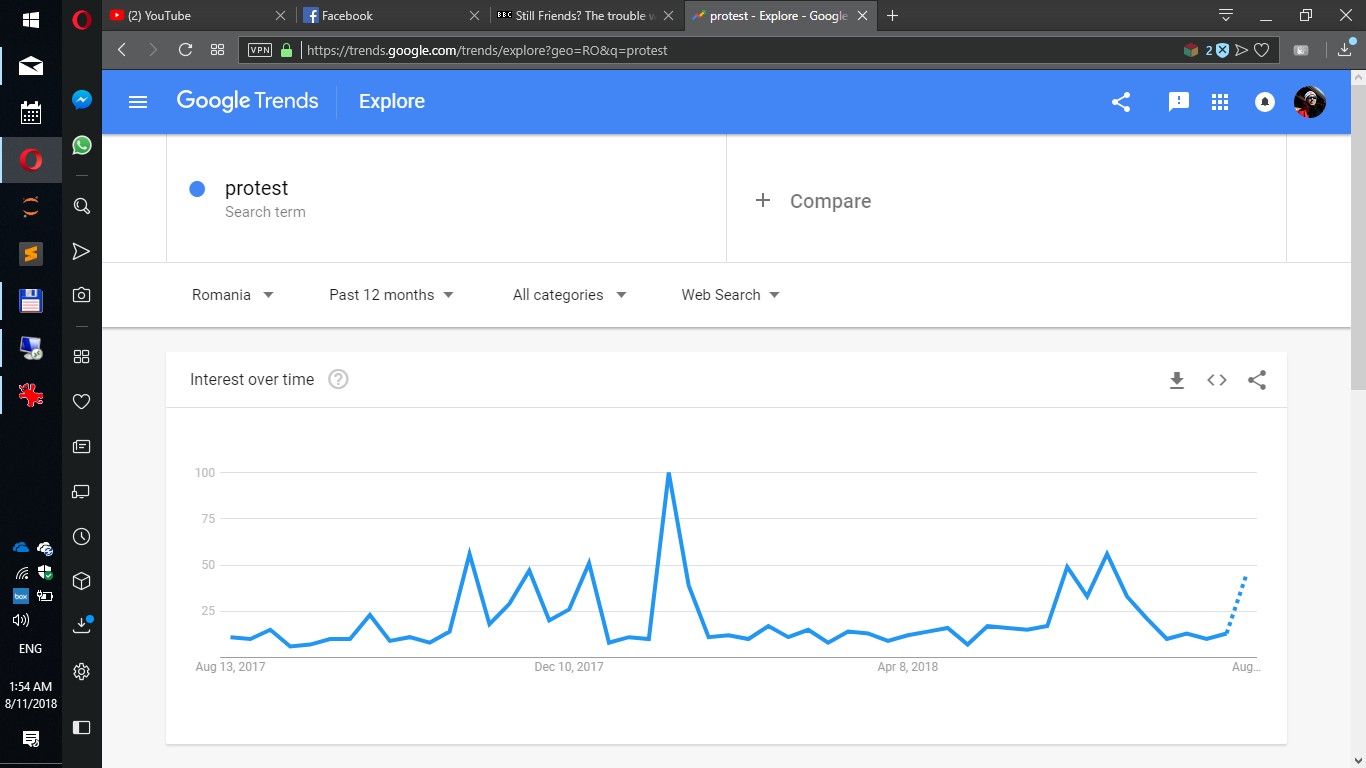 (2) YouTube
Facebook
BBC Still Friends? The trouble w
protest - Explore - Google
VPN
https://trends.google.com/trends/explore?geo=RO&q=protest
2
Google Trends
Explore
protest
Search term
+ Compare
Romania
Past 12 months
All categories
Web Search
Interest over time
?
100
75
50
25
Aug 13, 2017
Dec 10, 2017
Apr 8, 2018
Aug...
box
ENG
1:54 AM
8/11/2018